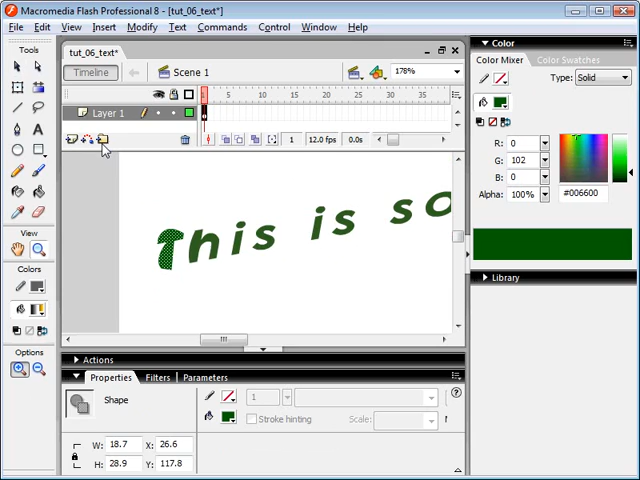 Macromedia Flash Professional 8 - [tut_06_text*]
File Edit View Insert Modify Text Commands Control Window Help
Tools
View
Colors
Options
tut_06_text*
Timeline
Scene 1
178%
1 5 10 15 20 25 30 35
Layer 1
1 12.0 fps 0.0s
This is so
Actions
Properties Filters Parameters
Shape
1
Stroke hinting Scale:
W: 18.7 X: 26.6
H: 28.9 Y: 117.8
Color
Color Mixer Color Swatches
Type: Solid
R: 0
G: 102
B: 0
Alpha: 100% #006600
Library